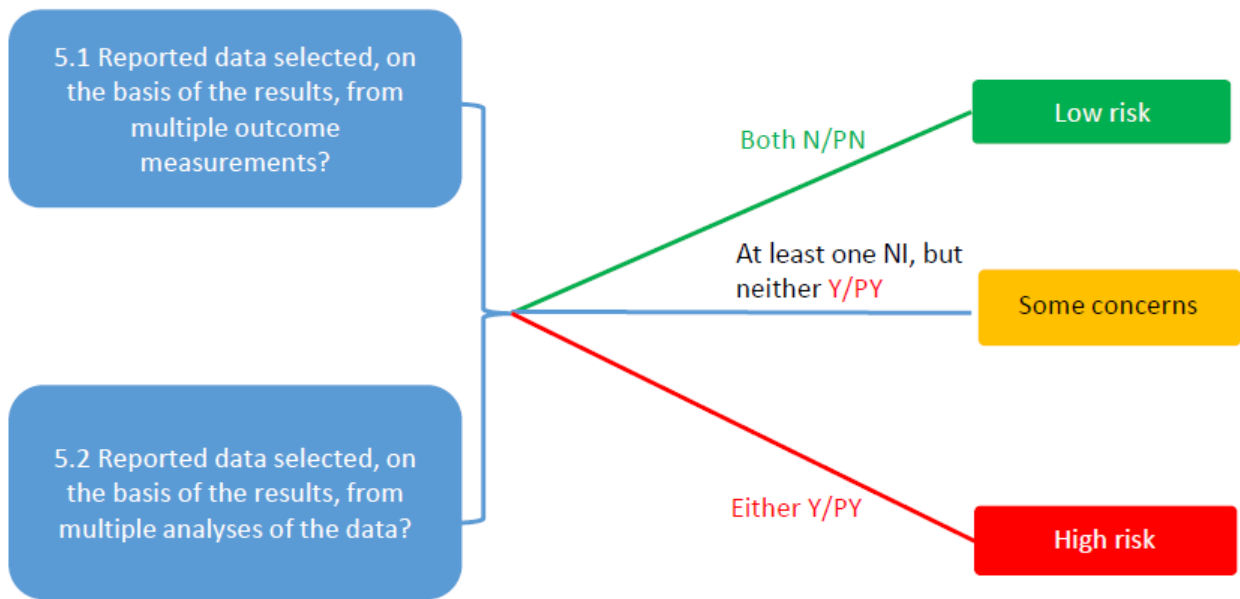 5.1 Reported data selected, on
the basis of the results, from
multiple outcome
measurements?
5.2 Reported data selected, on
the basis of the results, from
multiple analyses of the data?
Both N/PN
At least one NI, but
neither Y/PY
Either Y/PY
Low risk
Some concerns
High risk